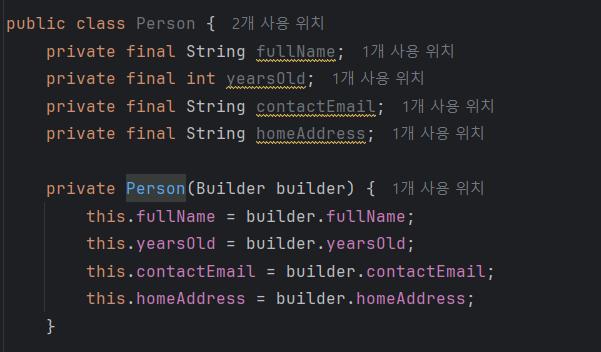 public class Person { 2개 사용 위치
private final String fullName; 1개 사용 위치
private final int yearsOld; 1개 사용 위치
private final String contactEmail; 1개 사용 위치
private final String homeAddress; 1개 사용 위치
private Person(Builder builder) { 1개 사용 위치
this.fullName = builder.fullName;
this.yearsOld = builder.yearsOld;
this.contactEmail = builder.contactEmail;
this.homeAddress = builder.homeAddress;
}